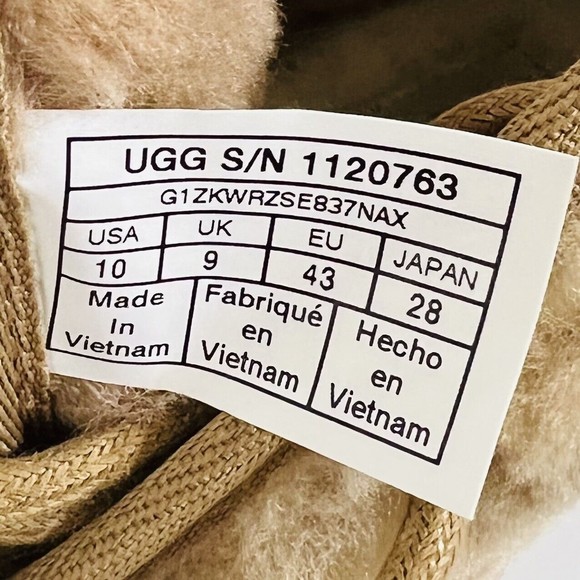 UGG S/N 1120763
G1ZKWRZSE837NAX
USA UK EU JAPAN
10 9 43 28
Made In Vietnam
Fabriqué en Vietnam
Hecho en Vietnam